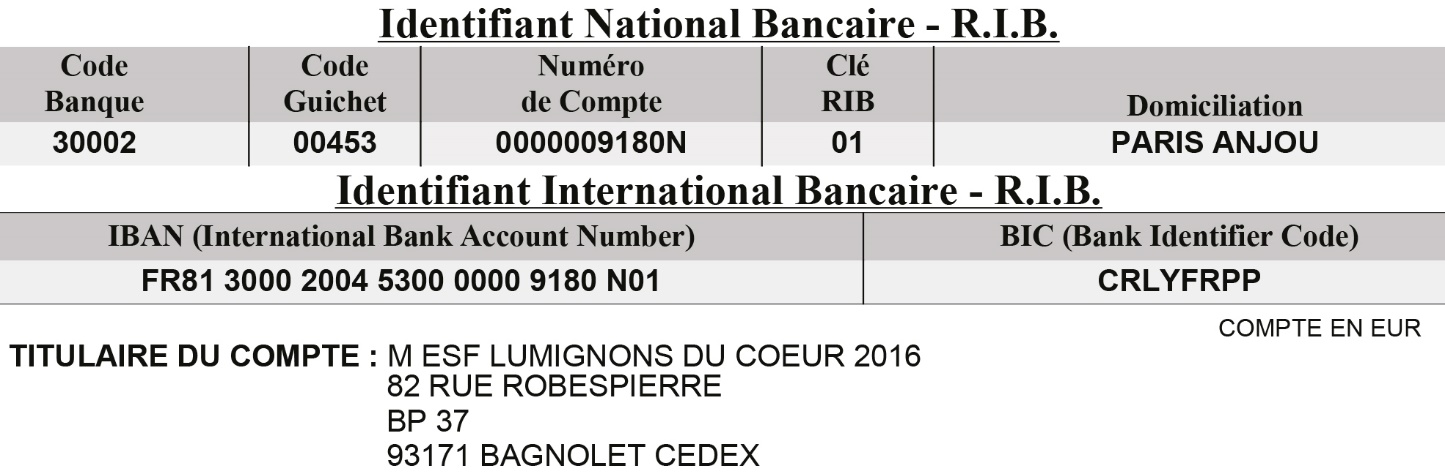 Identifiant National Bancaire - R.I.B.
Code Banque Code Guichet Numéro de Compte Clé RIB Domiciliation
30002 00453 0000009180N 01 PARIS ANJOU
Identifiant International Bancaire - R.I.B.
IBAN (International Bank Account Number) BIC (Bank Identifier Code)
FR81 3000 2004 5300 0000 9180 N01 CRLYFRPP
COMPTE EN EUR
TITULAIRE DU COMPTE : M ESF LUMIGNONS DU COEUR 2016
82 RUE ROBESPIERRE
BP 37
93171 BAGNOLET CEDEX